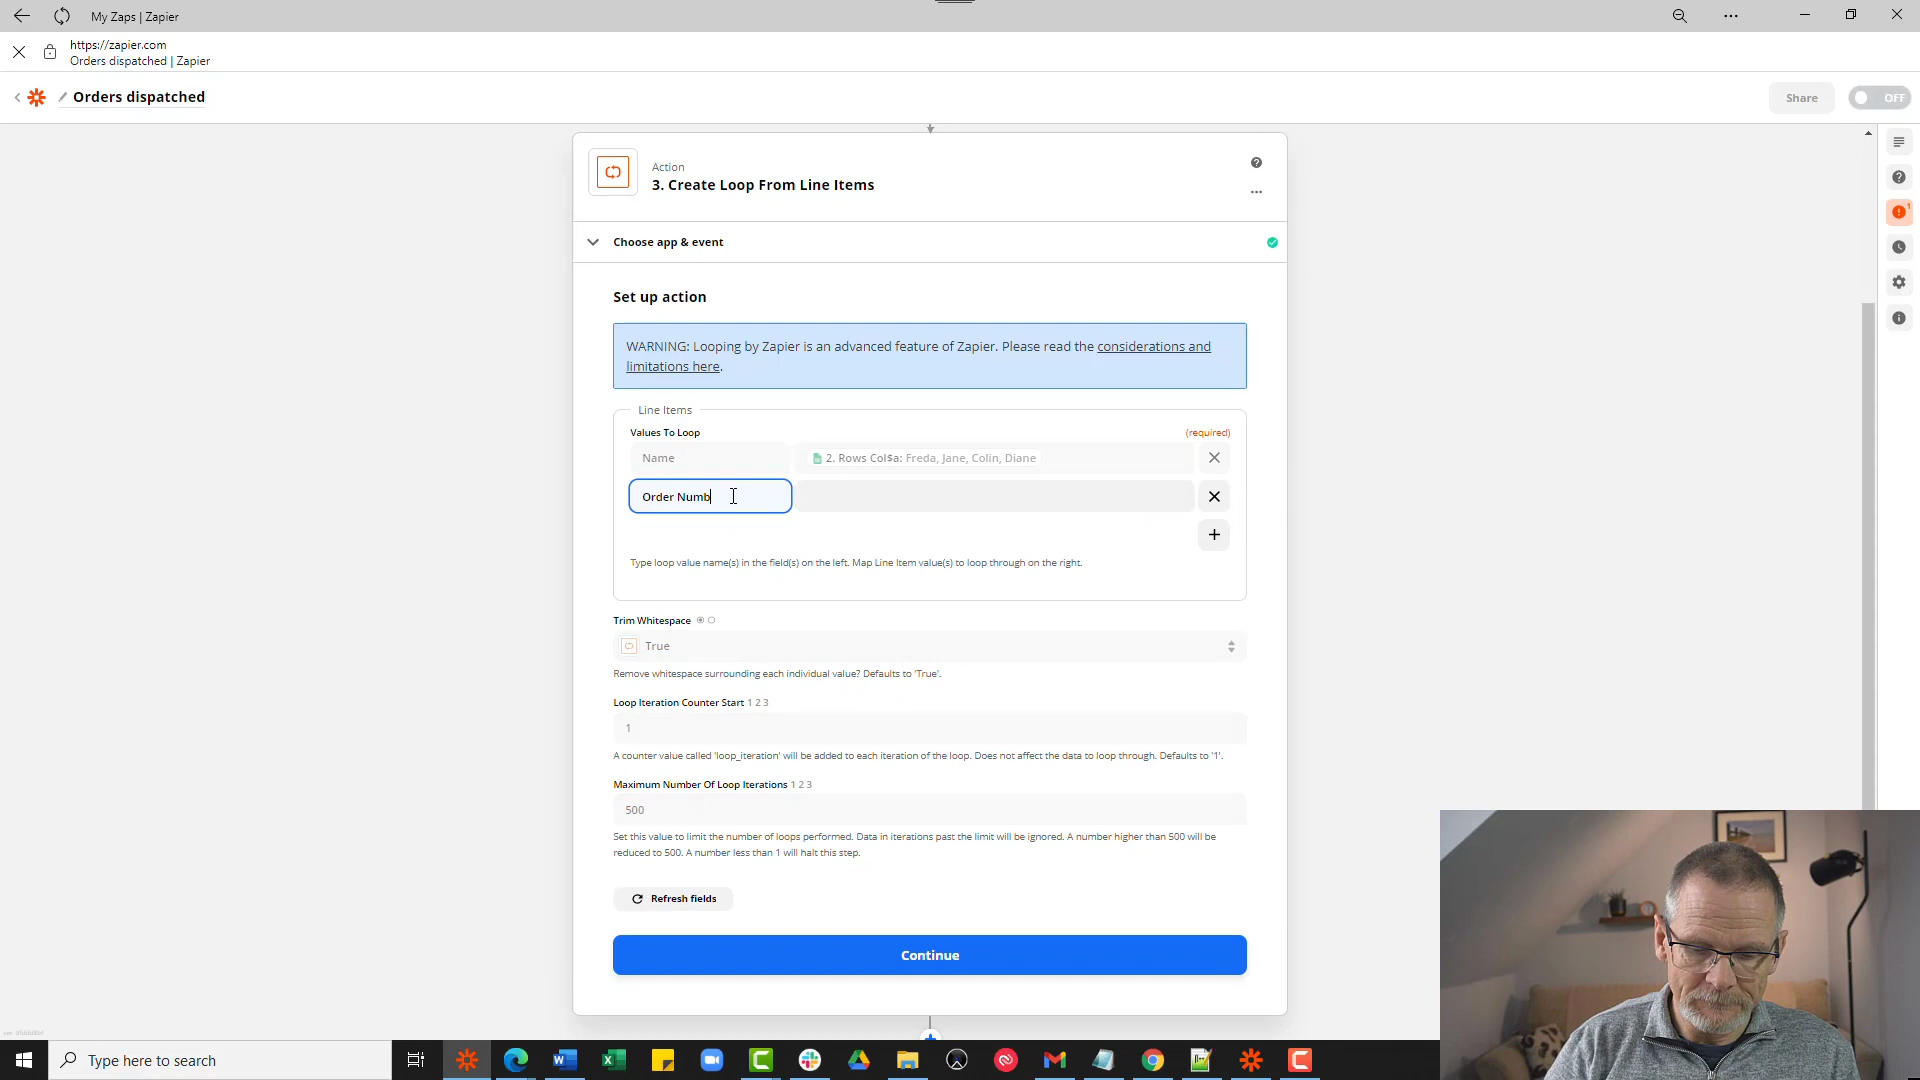 My Zaps | Zapier
https://zapier.com
Orders dispatched | Zapier
Orders dispatched
Share
OFF
Action
3. Create Loop From Line Items
Choose app & event
Set up action
WARNING: Looping by Zapier is an advanced feature of Zapier. Please read the considerations and
limitations here.
Line Items
Values To Loop
(required)
Name
2. Rows Col$a: Freda, Jane, Colin, Diane
Order Numb
Type loop value name(s) in the field(s) on the left. Map Line Item value(s) to loop through on the right.
Trim Whitespace
True
Remove whitespace surrounding each individual value? Defaults to 'True'.
Loop Iteration Counter Start 1 2 3
1
A counter value called 'loop_iteration' will be added to each iteration of the loop. Does not affect the data to loop through. Defaults to '1'.
Maximum Number Of Loop Iterations 1 2 3
500
Set this value to limit the number of loops performed. Data in iterations past the limit will be ignored. A number higher than 500 will be
reduced to 500. A number less than 1 will halt this step.
Refresh fields
Continue
Type here to search